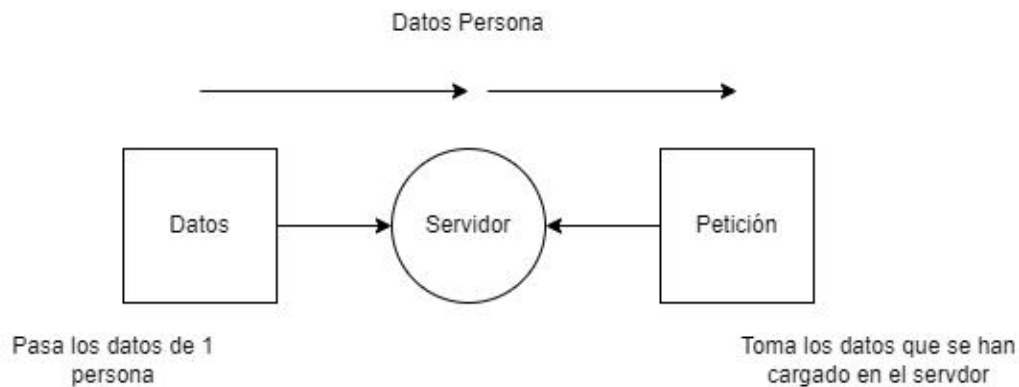 Datos Persona
Datos
Servidor
Petición
Pasa los datos de 1
persona
Toma los datos que se han
cargado en el servdor